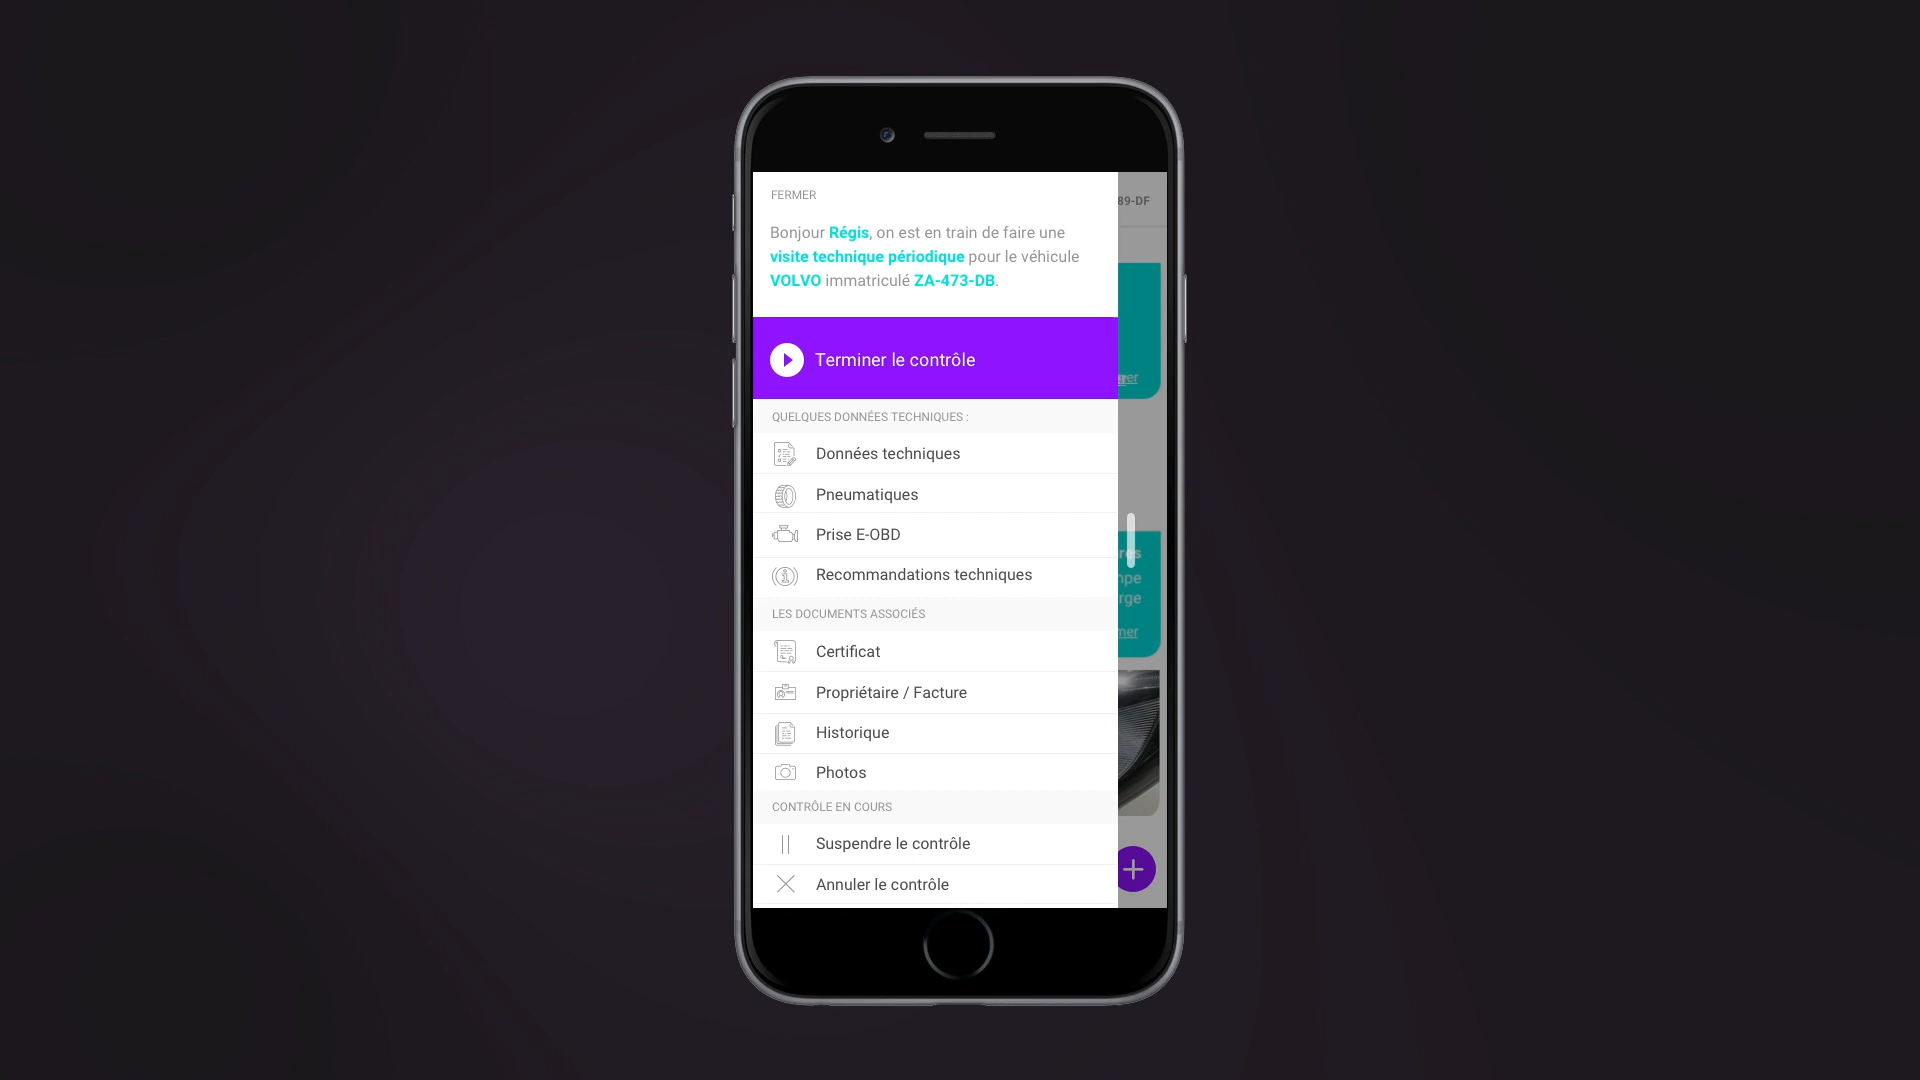 FERMER
89-DF
Bonjour Régis, on est en train de faire une
visite technique périodique pour le véhicule
VOLVO immatriculé ZA-473-DB.
Terminer le contrôle
QUELQUES DONNÉES TECHNIQUES :
Données techniques
Pneumatiques
Prise E-OBD
Recommandations techniques
LES DOCUMENTS ASSOCIÉS
Certificat
Propriétaire / Facture
Historique
Photos
CONTRÔLE EN COURS
Suspendre le contrôle
Annuler le contrôle